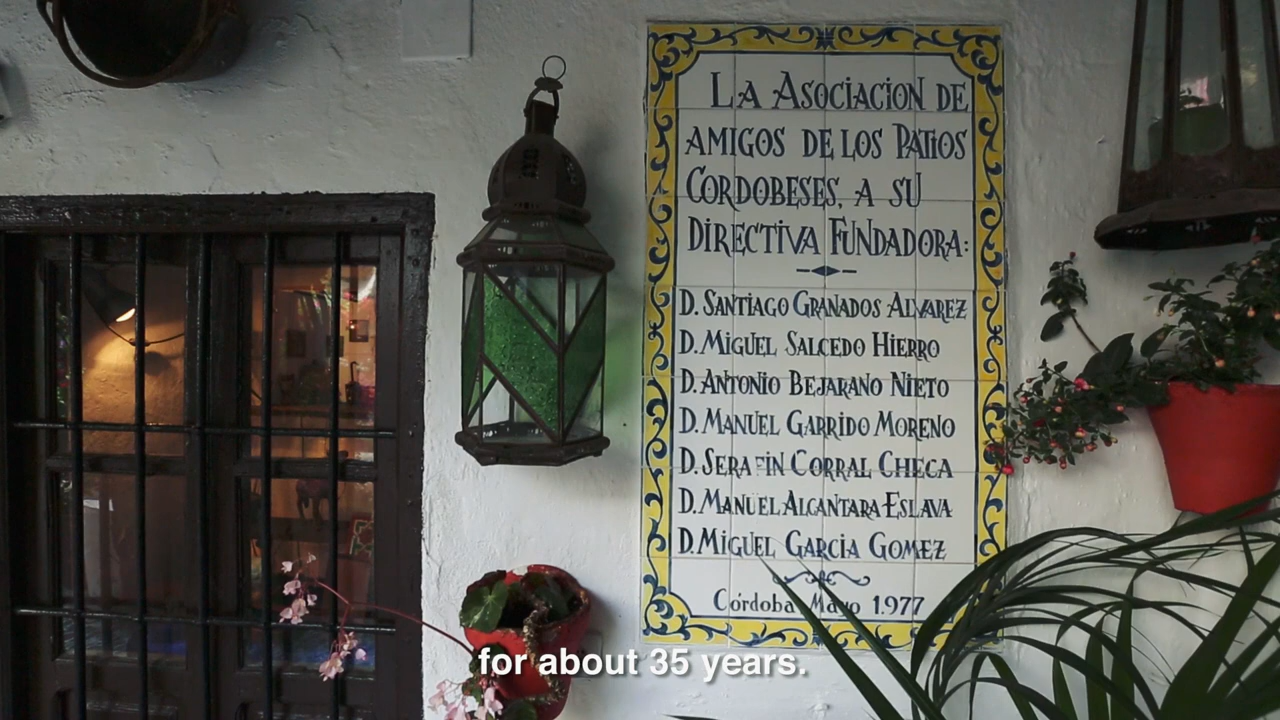 La Asociacion de
amigos de los Patios
Cordobeses, a su
Directiva Fundadora:
D. Santiago Granados Alvarez
D. Miguel Salcedo Hierro
D. Antonio Bejarano Nieto
D. Manuel Garrido Moreno
D. Serafin Corral Checa
D. Manuel Alcantara Eslava
D. Miguel Garcia Gomez
Córdoba Mayo 1.977
for about 35 years.